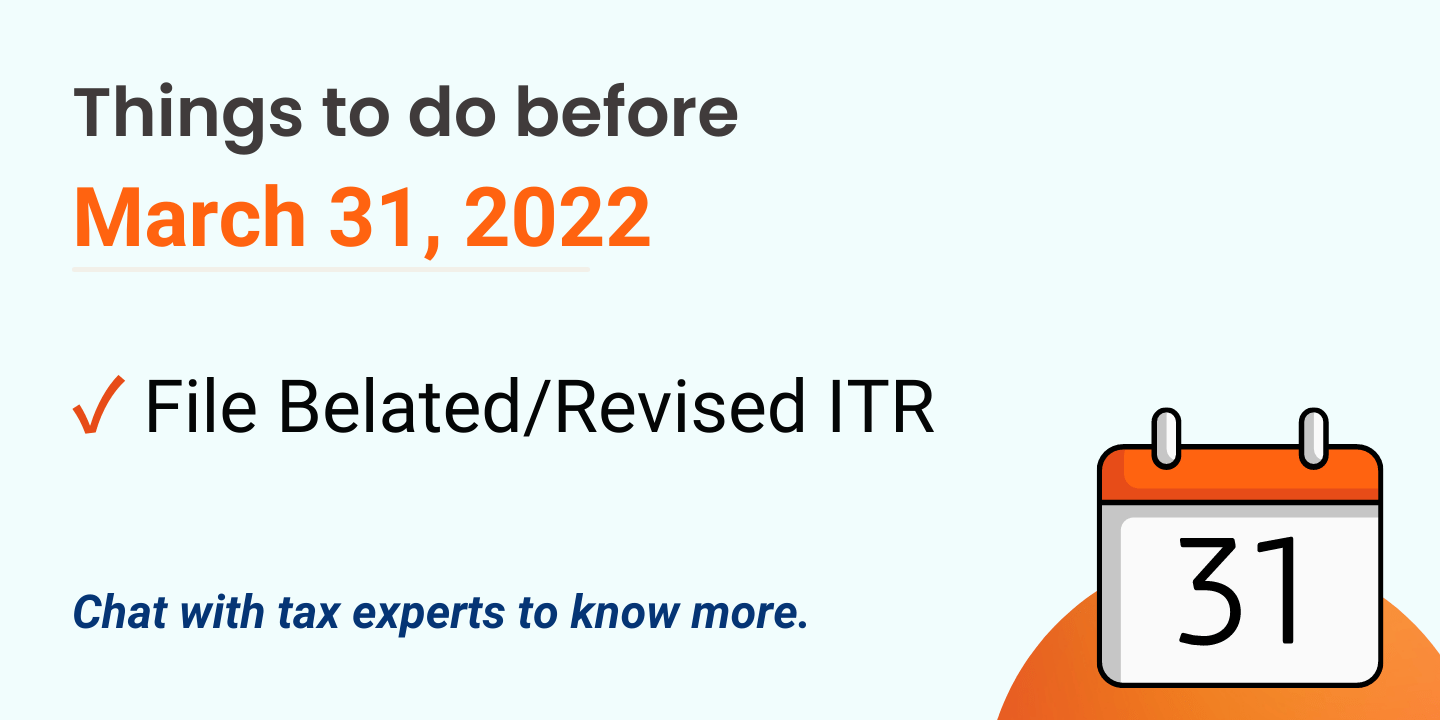 Things to do before
March 31, 2022
✓ File Belated/Revised ITR
Chat with tax experts to know more.
31